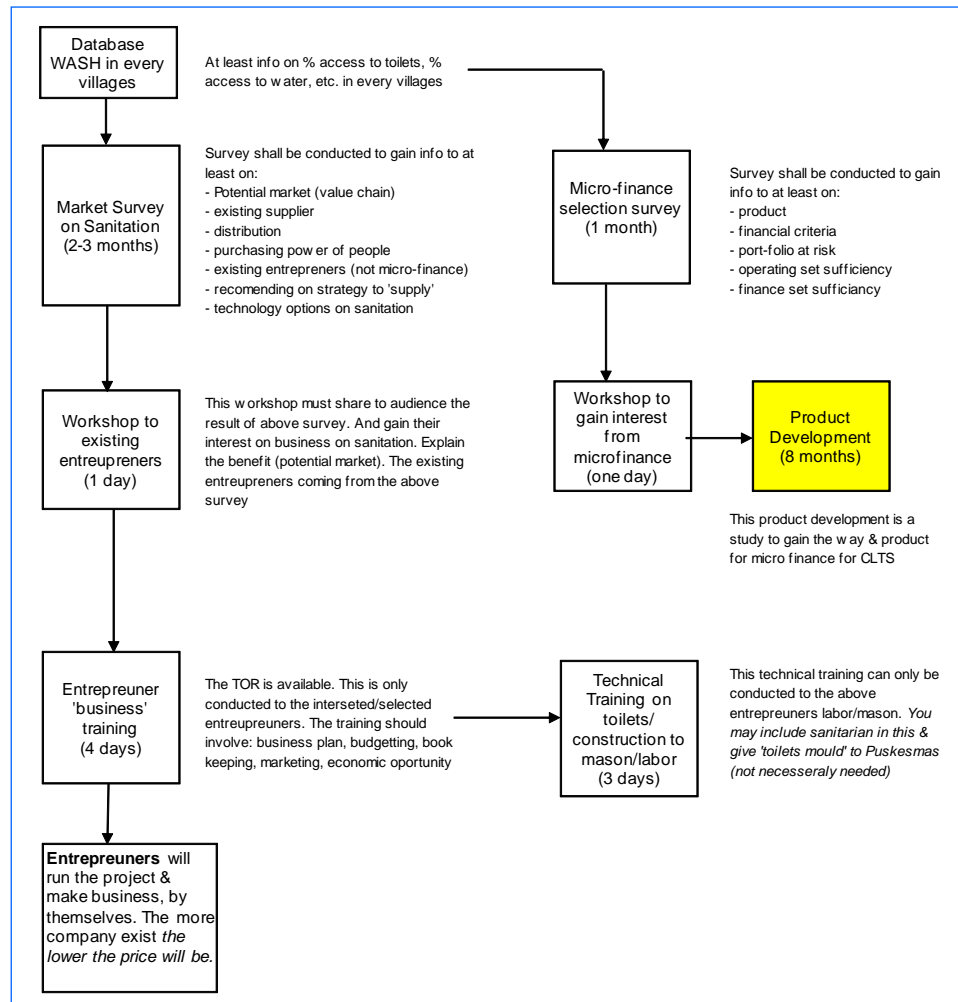 Database
WASH in every
villages
At least info on % access to toilets, %
access to water, etc. in every villages
Market Survey
on Sanitation
(2-3 months)
Survey shall be conducted to gain info to at
least on:
- Potential market (value chain)
- existing supplier
- distribution
- purchasing power of people
- existing entrepreners (not micro-finance)
- recomending on strategy to 'supply'
- technology options on sanitation
Micro-finance
selection survey
(1 month)
Survey shall be conducted to gain
info to at least on:
- product
- financial criteria
- port-folio at risk
- operating set sufficiency
- finance set sufficiancy
Workshop to
existing
entreupreners
(1 day)
This workshop must share to audience the
result of above survey. And gain their
interest on business on sanitation. Explain
the benefit (potential market). The existing
entreupreners coming from the above
survey
Workshop to
gain interest
from
microfinance
(one day)
Product
Development
(8 months)
This product development is a
study to gain the way & product
for micro finance for CLTS
Entrepreuner
'business'
training
(4 days)
The TOR is available. This is only
conducted to the interseted/selected
entreupreuners. The training should
involve: business plan, budgetting, book
keeping, marketing, economic oportunity
Technical
Training on
toilets/
construction to
mason/labor
(3 days)
This technical training can only be
conducted to the above
entrepreuners labor/mason. You
may include sanitarian in this &
give 'toilets mould' to Puskesmas
(not necesseraly needed)
Entrepreuners will
run the project &
make business, by
themselves. The more
company exist the
lower the price will be.